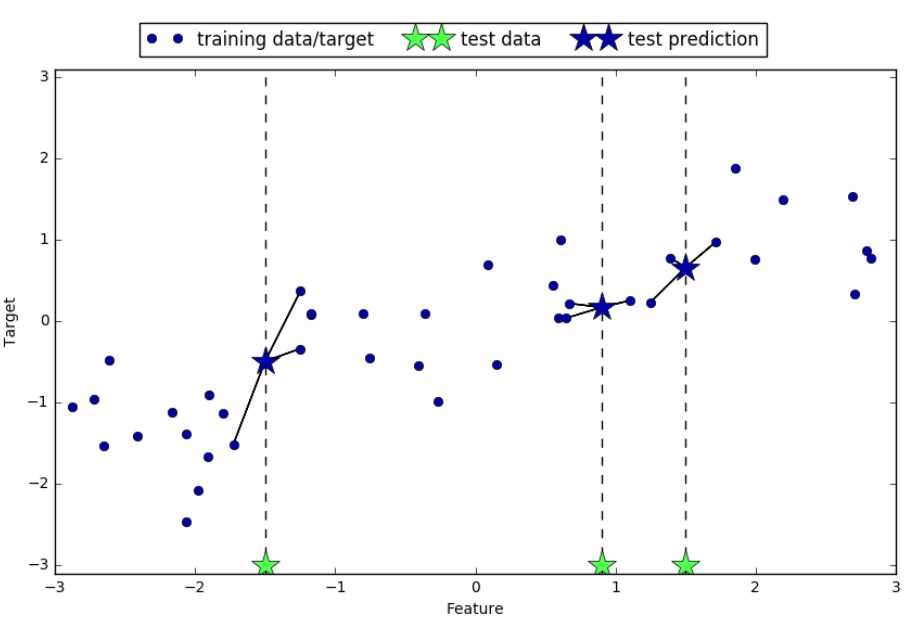 training data/target test data test prediction
3
2
1
0
−1
−2
−3
Target
−3 −2 −1 0 1 2 3
Feature